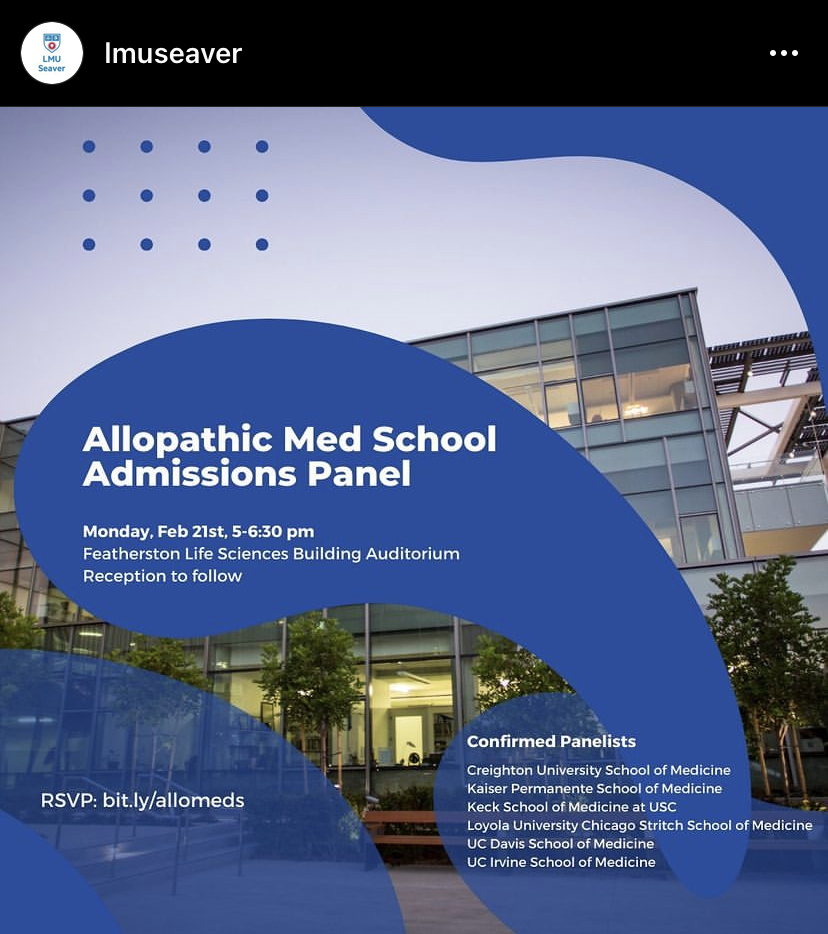 LMU
Seaver
lmuseaver
Allopathic Med School
Admissions Panel
Monday, Feb 21st, 5-6:30 pm
Featherston Life Sciences Building Auditorium
Reception to follow
RSVP: bit.ly/allomeds
Confirmed Panelists
Creighton University School of Medicine
Kaiser Permanente School of Medicine
Keck School of Medicine at USC
Loyola University Chicago Stritch School of Medicine
UC Davis School of Medicine
UC Irvine School of Medicine